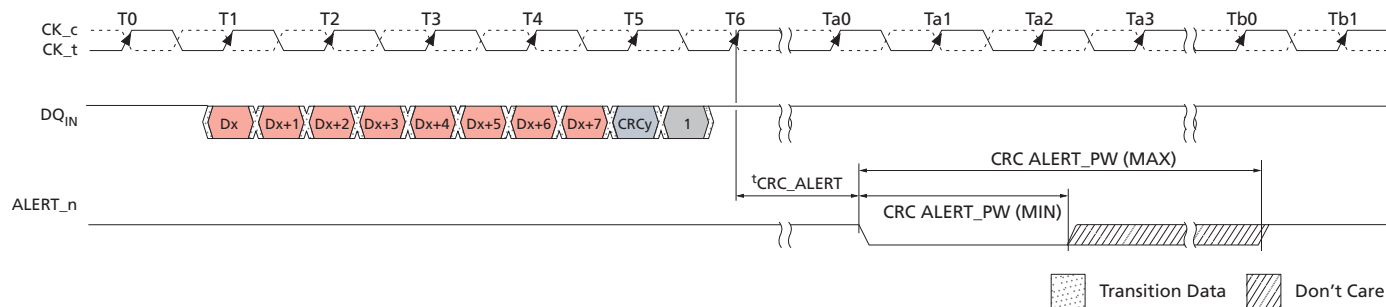 T0 T1 T2 T3 T4 T5 T6 Ta0 Ta1 Ta2 Ta3 Tb0 Tb1
CK_c
CK_t
DQIN
Dx Dx+1 Dx+2 Dx+3 Dx+4 Dx+5 Dx+6 Dx+7 CRCy 1
CRC ALERT_PW (MAX)
tCRC_ALERT
ALERT_n
CRC ALERT_PW (MIN)
Transition Data Don't Care